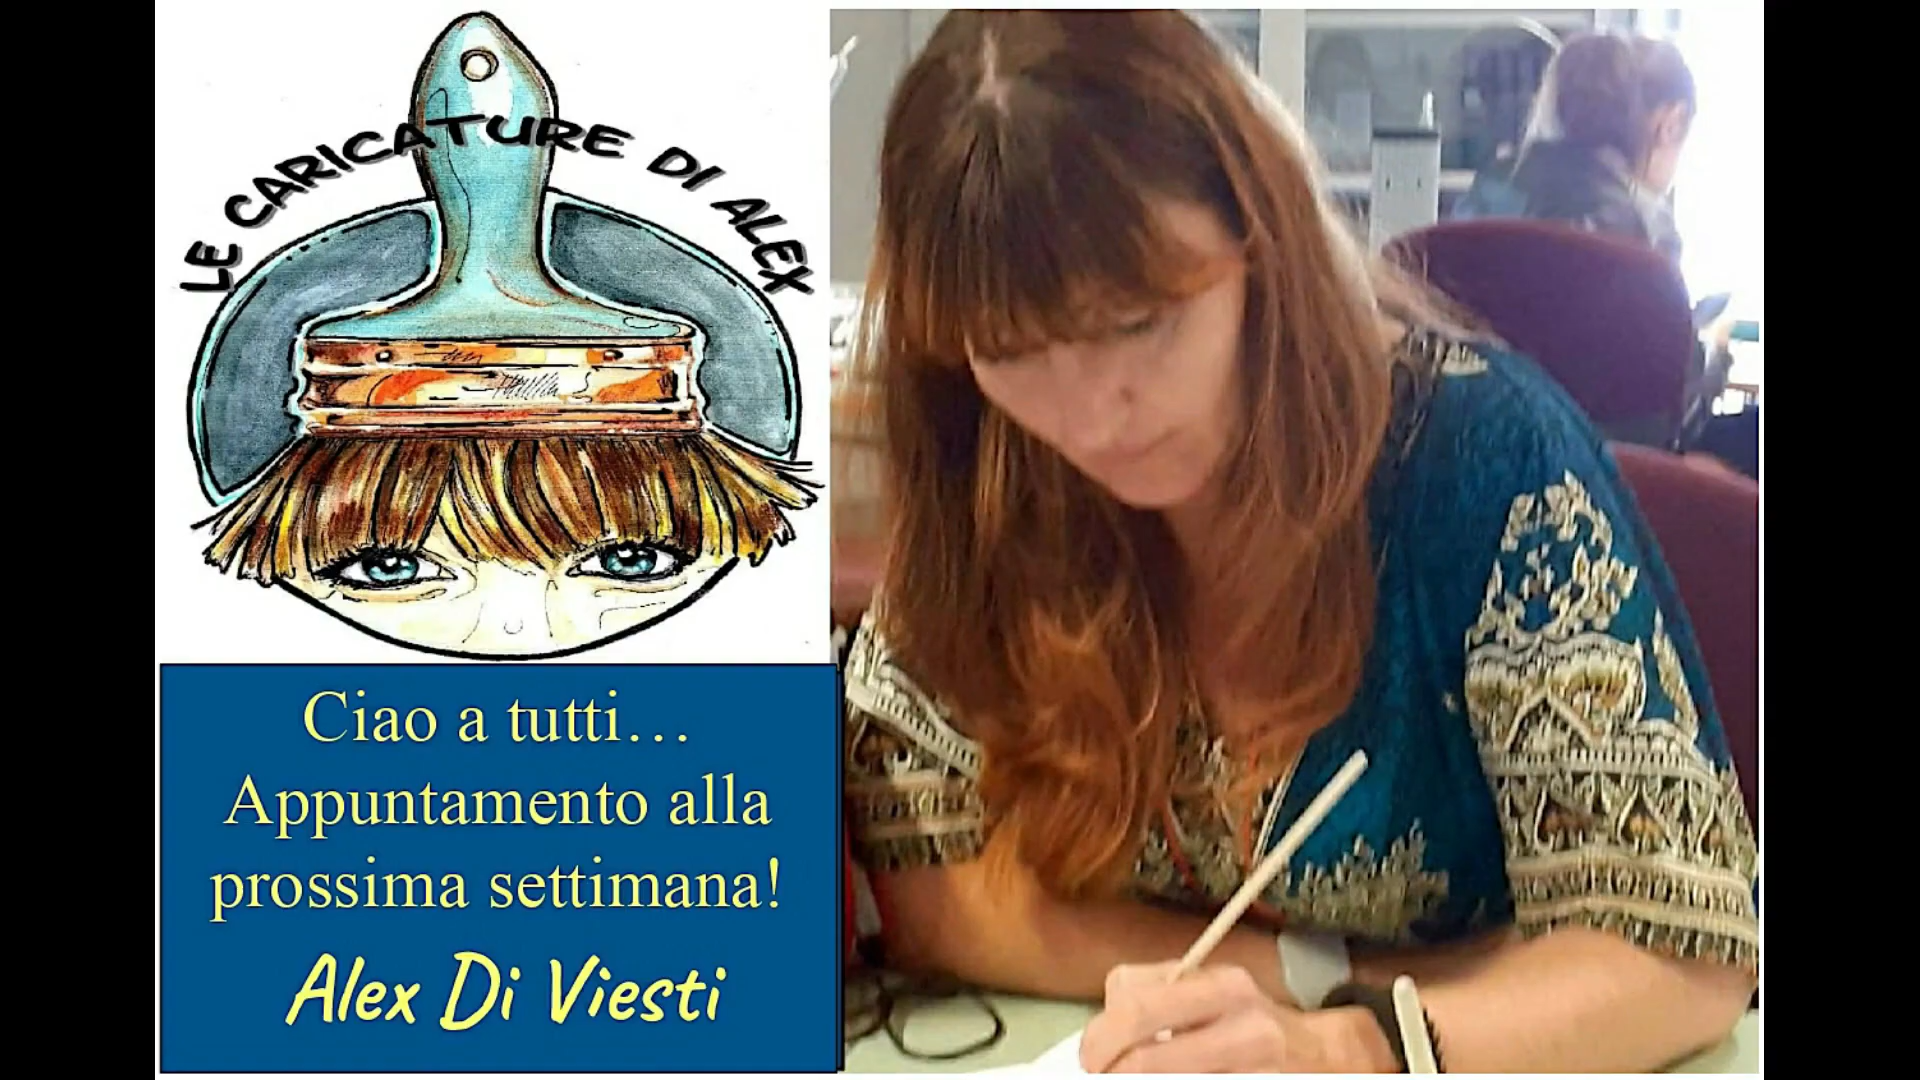 LE CARICATURE DI ALEX
Ciao a tutti…
Appuntamento alla
prossima settimana!
Alex Di Viesti